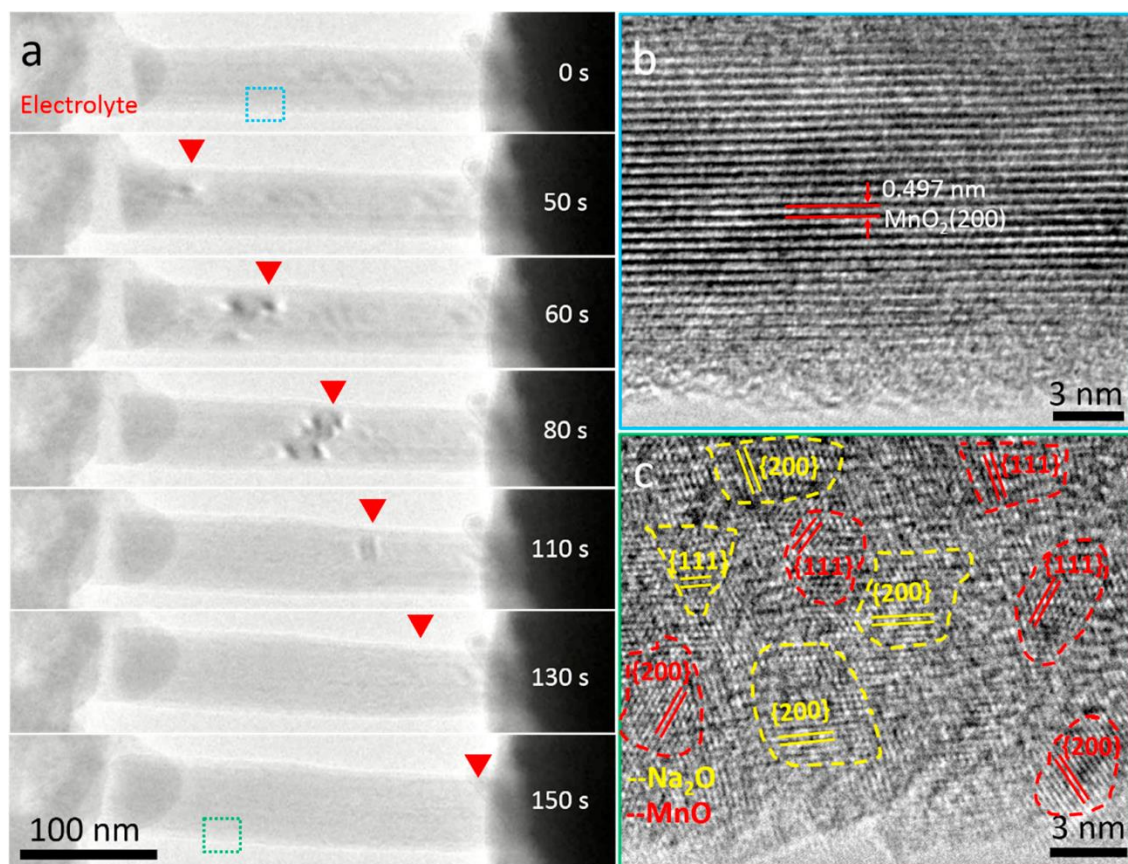 a
Electrolyte
0 s
50 s
60 s
80 s
110 s
130 s
150 s
100 nm
b
0.497 nm
MnO₂(200)
3 nm
c
{200}
{111}
{111}
{111}
{200}
{111}
{200}
{200}
{200}
--Na₂O
--MnO
3 nm